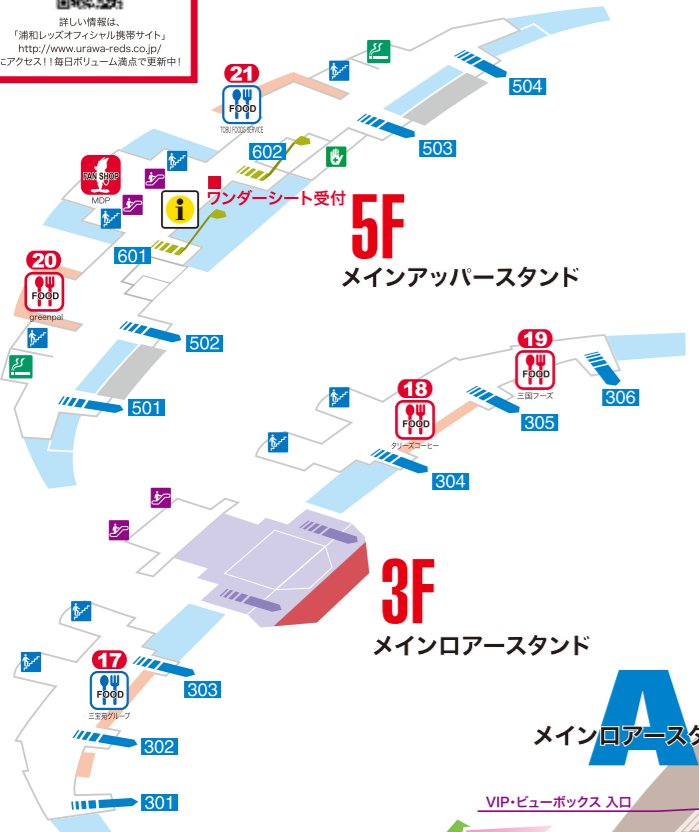 詳しい情報は、
「浦和レッズオフィシャル携帯サイト」
http://www.urawa-reds.co.jp/
にアクセス！！毎日ボリューム満点で更新中！
21
FOOD
TOBU FOODS SERVICE
504
503
602
FAN SHOP
MDP
i
ワンダーシート受付
5F
メインアッパースタンド
601
20
FOOD
greenpal
502
501
19
FOOD
三国フーズ
306
18
FOOD
タリーズコーヒー
305
304
3F
メインロアースタンド
17
FOOD
三宝苑グループ
303
302
301
A
メインロアースタ
VIP・ビューボックス 入口